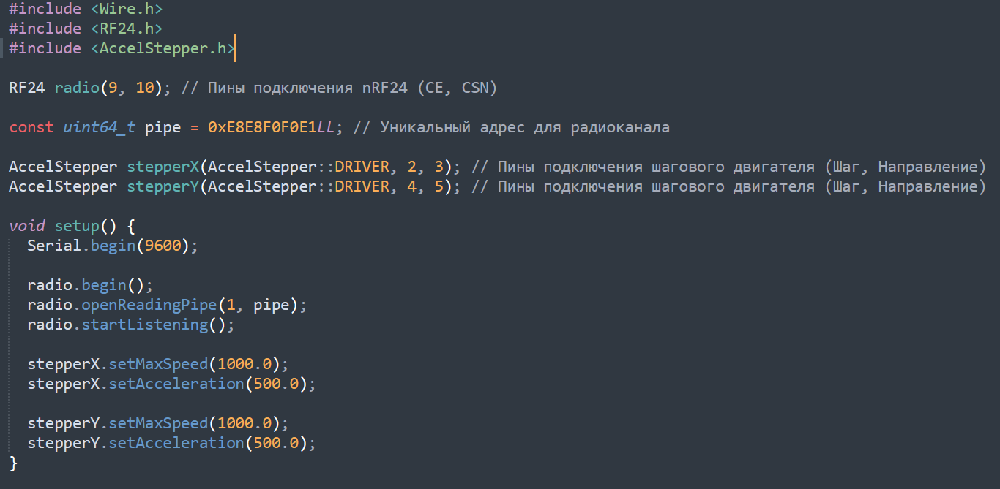 #include <Wire.h>
#include <RF24.h>
#include <AccelStepper.h>
RF24 radio(9, 10); // Пины подключения nRF24 (CE, CSN)
const uint64_t pipe = 0xE8E8F0F0E1LL; // Уникальный адрес для радиоканала
AccelStepper stepperX(AccelStepper::DRIVER, 2, 3); // Пины подключения шагового двигателя (Шаг, Направление)
AccelStepper stepperY(AccelStepper::DRIVER, 4, 5); // Пины подключения шагового двигателя (Шаг, Направление)
void setup() {
  Serial.begin(9600);
  radio.begin();
  radio.openReadingPipe(1, pipe);
  radio.startListening();
  stepperX.setMaxSpeed(1000.0);
  stepperX.setAcceleration(500.0);
  stepperY.setMaxSpeed(1000.0);
  stepperY.setAcceleration(500.0);
}